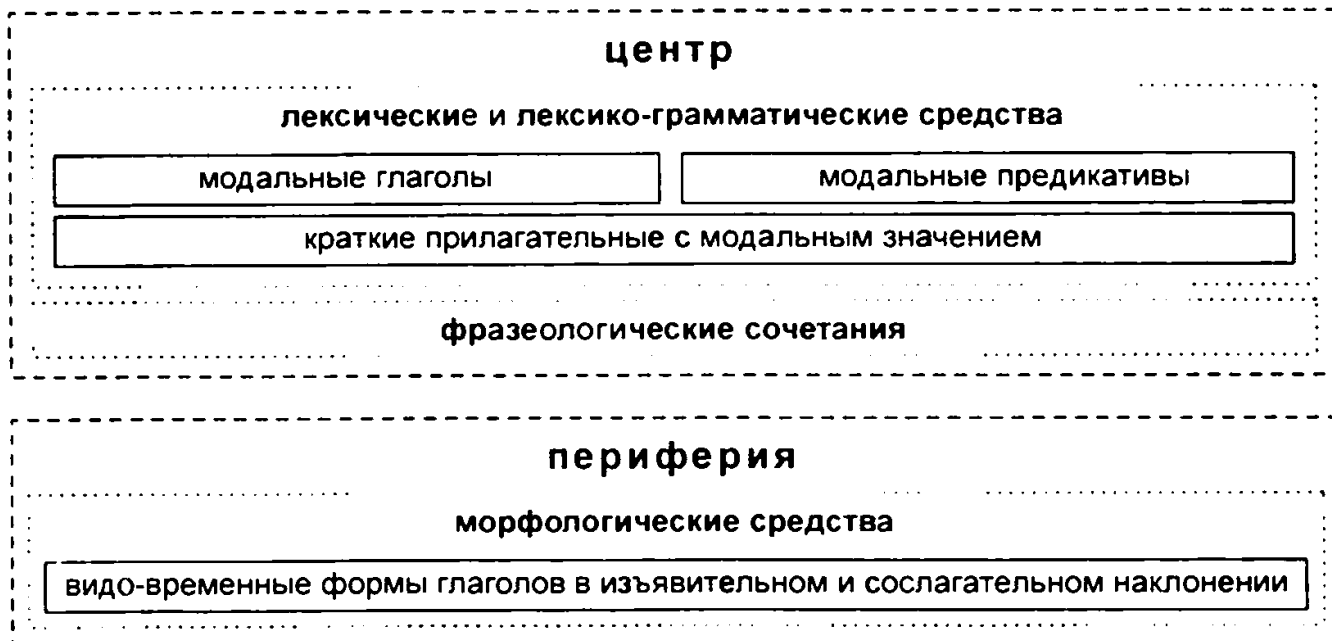 центр
лексические и лексико-грамматические средства
модальные глаголы
модальные предикативы
краткие прилагательные с модальным значением
фразеологические сочетания
периферия
морфологические средства
видо-временные формы глаголов в изъявительном и сослагательном наклонении